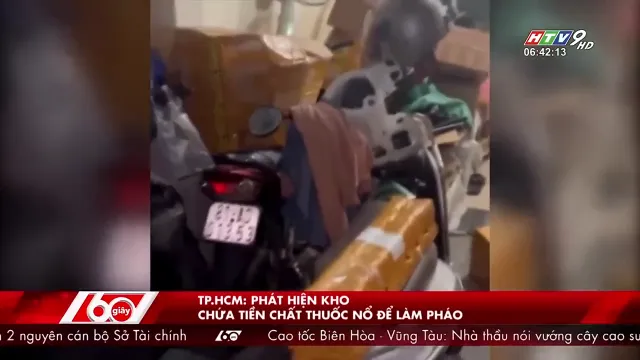 HTV9HD
06:42:13
60 giây
TP.HCM: PHÁT HIỆN KHO
CHỨA TIỀN CHẤT THUỐC NỔ ĐỂ LÀM PHÁO
n 2 nguyên cán bộ Sở Tài chính 60 Cao tốc Biên Hòa - Vũng Tàu: Nhà thầu nói vướng cây cao su